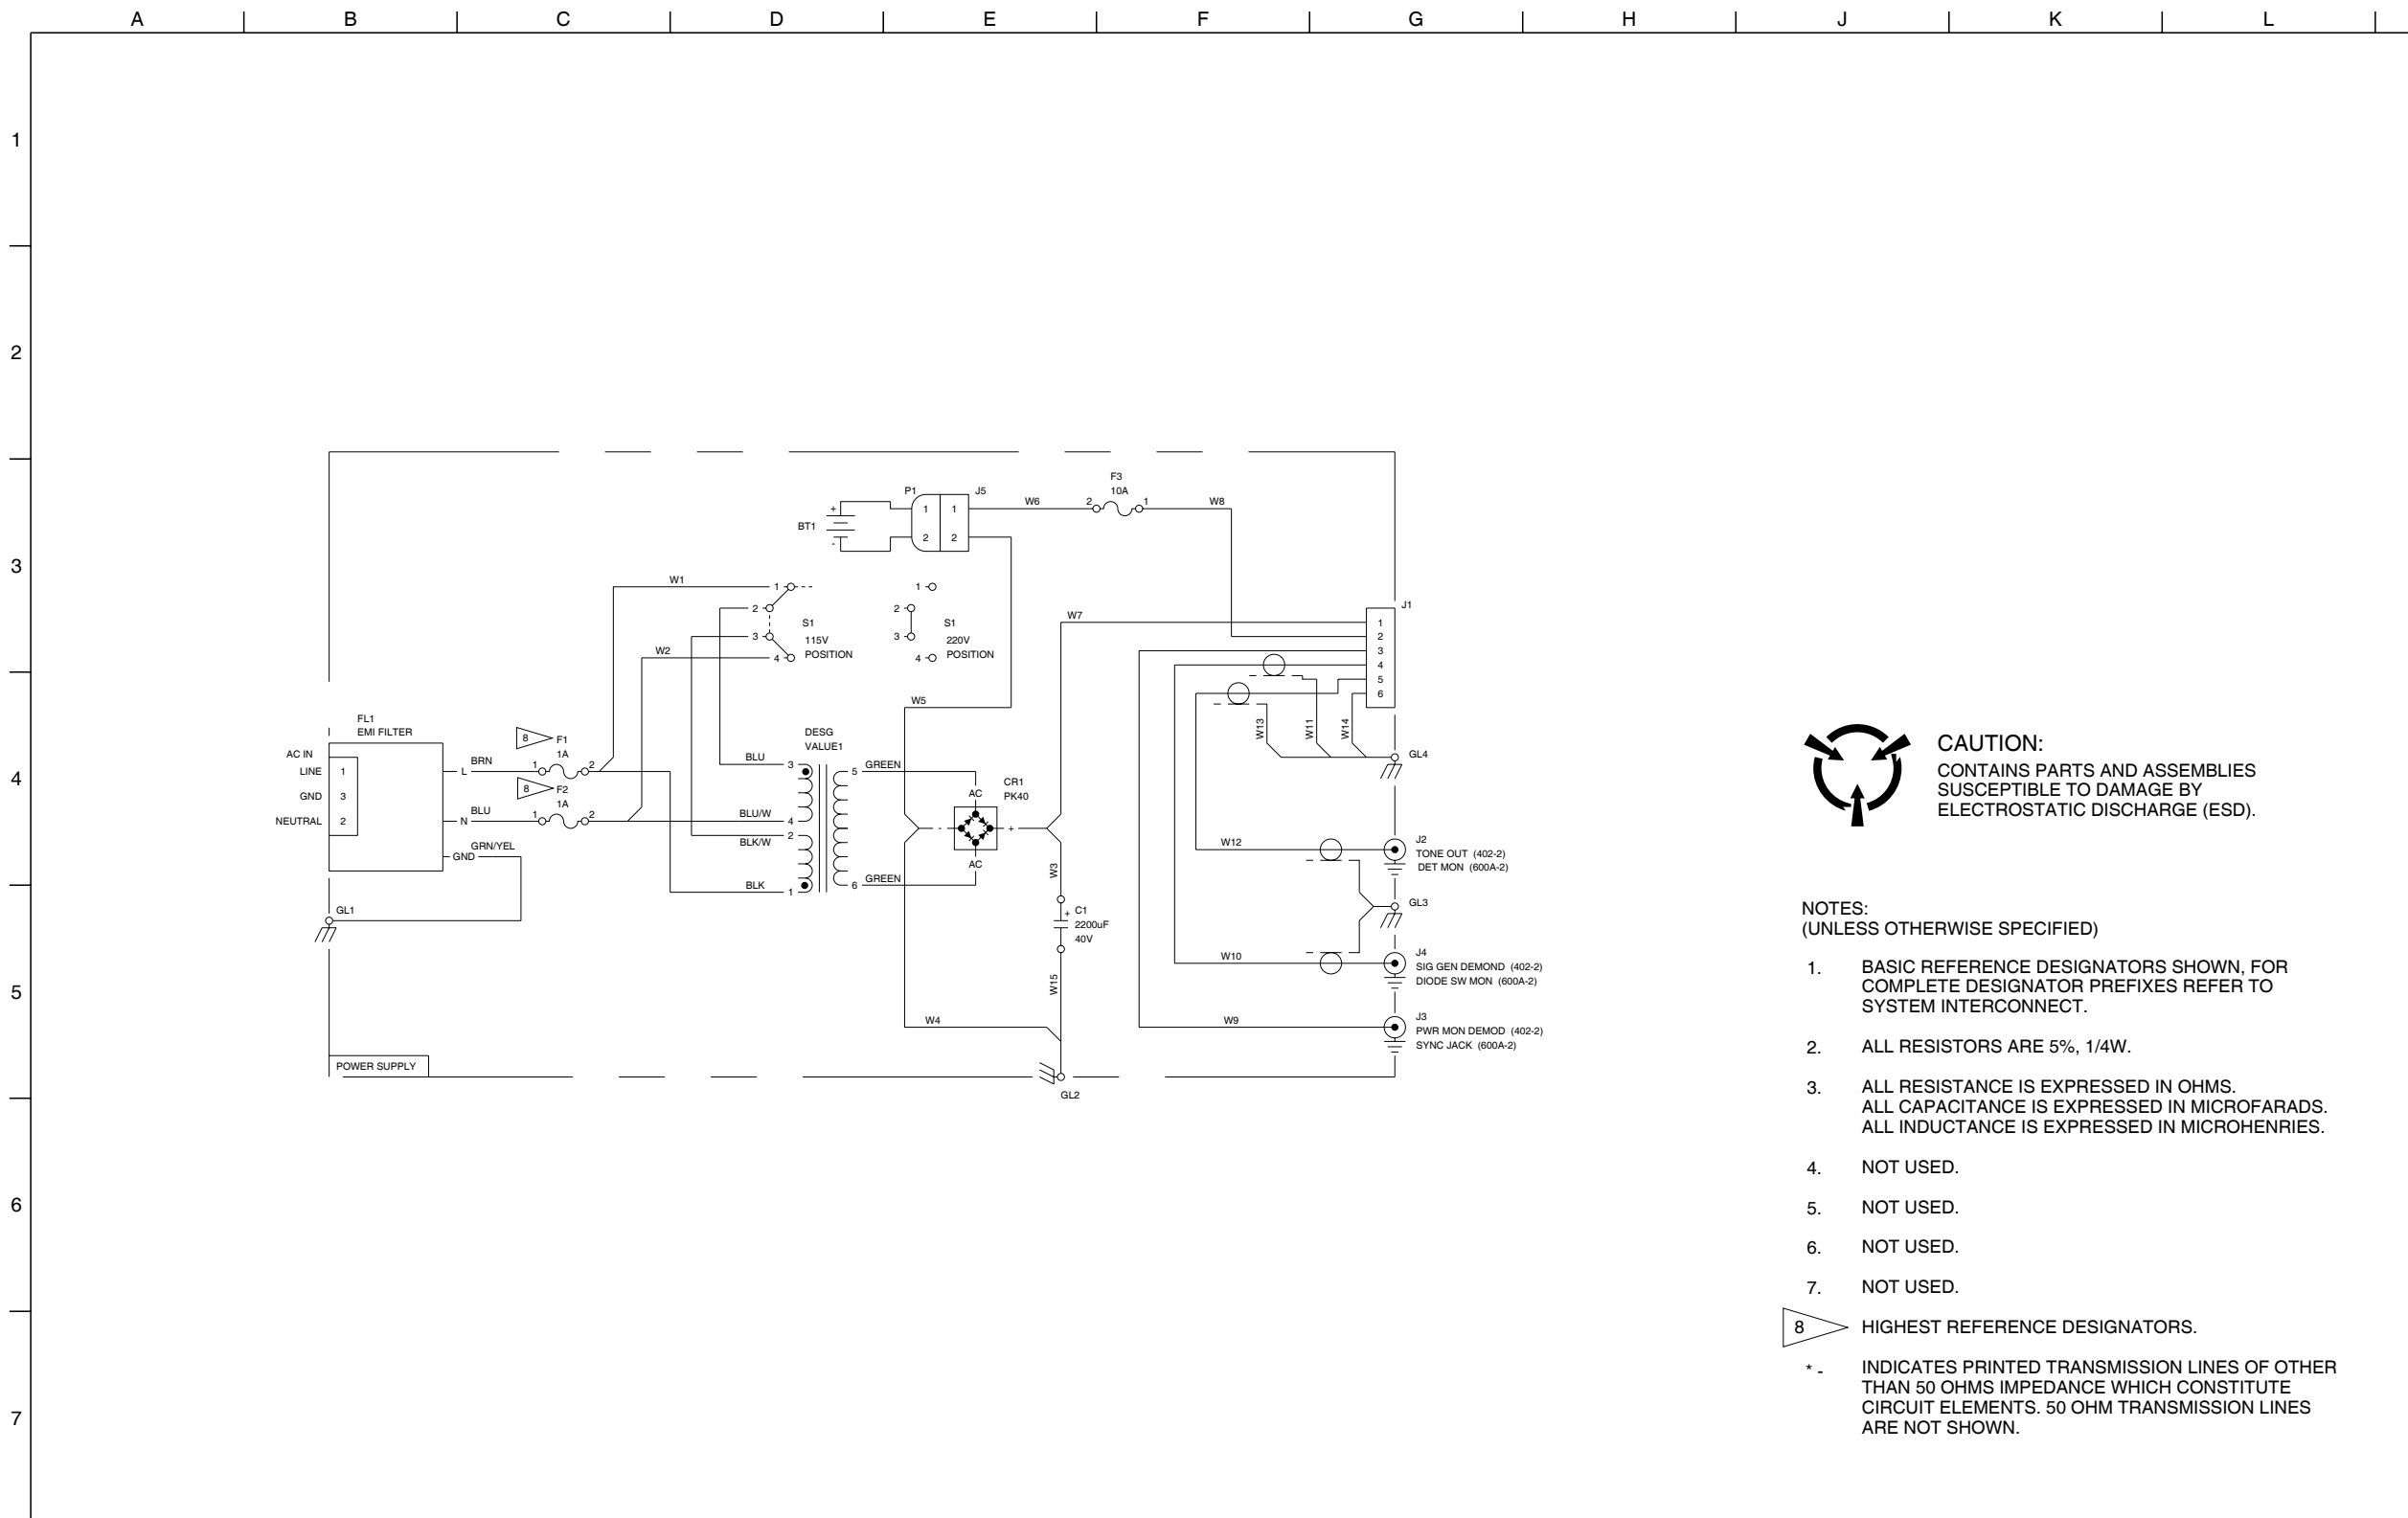 A B C D E F G H J K L
1
2
3
4
5
6
7
F3
10A
P1 J5
W6
2 1
W8
1 1
2 2
+
BT1
-
W1
1
2
3
4
S1
115V
POSITION
W2
1
2
3
4
S1
220V
POSITION
W7
J1
1
2
3
4
5
6
W5
W13
W11
W14
GL4
FL1
EMI FILTER
AC IN
LINE 1
GND 3
NEUTRAL 2
L BRN
N BLU
GND GRN/YEL
8 F1
1A
1 2
8 F2
1A
1 2
GL1
DESG
VALUE1
BLU 3
BLU/W 4
BLK/W 2
BLK 1
5 GREEN
6 GREEN
CR1
PK40
AC
- +
AC
W3
+ C1
2200uF
40V
W15
W4
GL2
W12
J2
TONE OUT (402-2)
DET MON (600A-2)
GL3
W10
J4
SIG GEN DEMOND (402-2)
DIODE SW MON (600A-2)
W9
J3
PWR MON DEMOD (402-2)
SYNC JACK (600A-2)
POWER SUPPLY
CAUTION:
CONTAINS PARTS AND ASSEMBLIES
SUSCEPTIBLE TO DAMAGE BY
ELECTROSTATIC DISCHARGE (ESD).
NOTES:
(UNLESS OTHERWISE SPECIFIED)
1. BASIC REFERENCE DESIGNATORS SHOWN, FOR
COMPLETE DESIGNATOR PREFIXES REFER TO
SYSTEM INTERCONNECT.
2. ALL RESISTORS ARE 5%, 1/4W.
3. ALL RESISTANCE IS EXPRESSED IN OHMS.
ALL CAPACITANCE IS EXPRESSED IN MICROFARADS.
ALL INDUCTANCE IS EXPRESSED IN MICROHENRIES.
4. NOT USED.
5. NOT USED.
6. NOT USED.
7. NOT USED.
8 HIGHEST REFERENCE DESIGNATORS.
* - INDICATES PRINTED TRANSMISSION LINES OF OTHER
THAN 50 OHMS IMPEDANCE WHICH CONSTITUTE
CIRCUIT ELEMENTS. 50 OHM TRANSMISSION LINES
ARE NOT SHOWN.